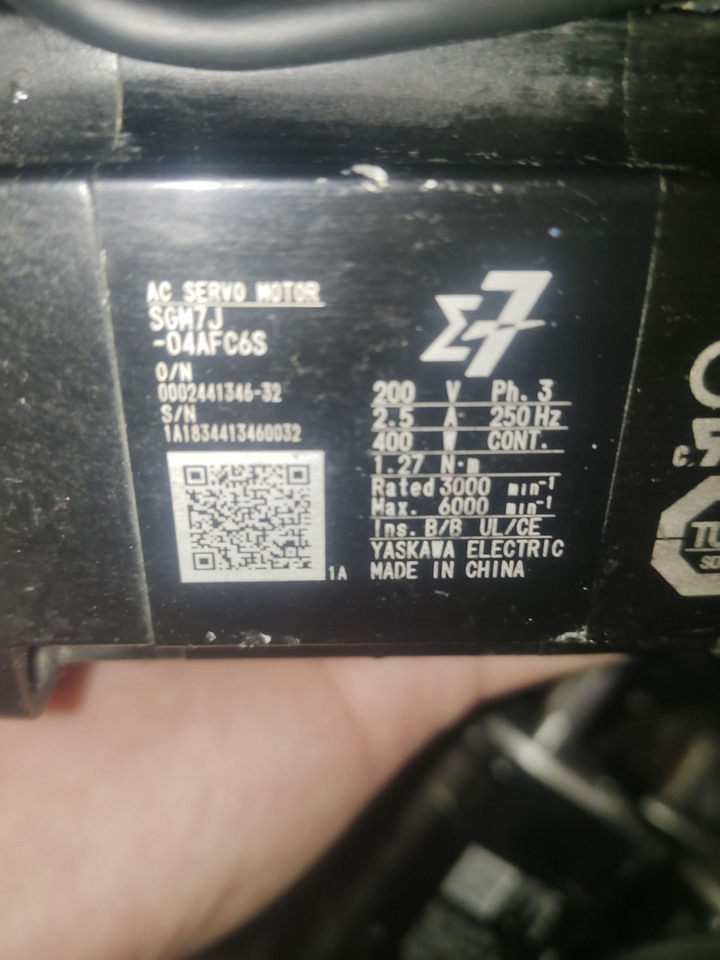 AC SERVO MOTOR
SGM7J
-04AFC6S
O/N
0002441346-32
S/N
1A1834413460032
1A
Σ-7
200 V Ph. 3
2.5 A 250 Hz
400 W CONT.
1.27 N·m
Rated 3000 min⁻¹
Max. 6000 min⁻¹
Ins. B/B UL/CE
YASKAWA ELECTRIC
MADE IN CHINA